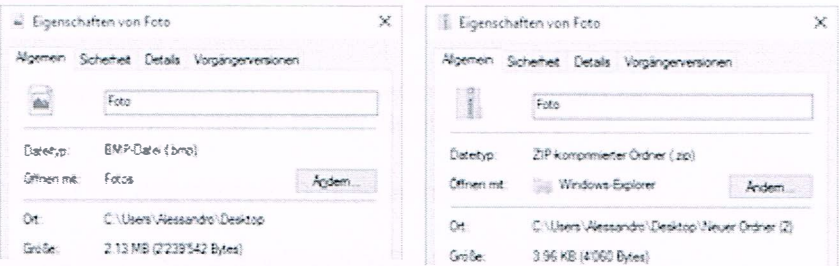 Eigenschaften von Foto
Allgemein Sicherheit Details Vorgängerversionen
Foto
Dateityp: BMP-Datei (.bmp)
Öffnen mit: Fotos Ändern...
Ort: C:\Users\Alessandro\Desktop
Größe: 2.13 MB (2'239'542 Bytes)
Eigenschaften von Foto
Allgemein Sicherheit Details Vorgängerversionen
Foto
Dateityp: ZIP-komprimierter Ordner (.zip)
Öffnen mit: Windows-Explorer Ändern...
Ort: C:\Users\Alessandro\Desktop\Neuer Ordner (2)
Größe: 3.96 KB (4'060 Bytes)